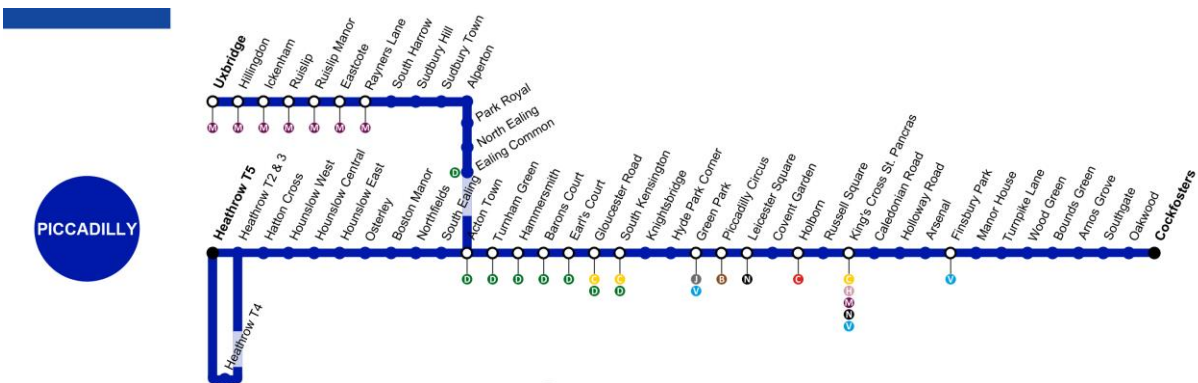 Uxbridge
Hillingdon
Ickenham
Ruislip
Ruislip Manor
Eastcote
Rayners Lane
South Harrow
Sudbury Hill
Sudbury Town
Alperton
M
M
M
M
M
M
M
Park Royal
North Ealing
Ealing Common
D
PICCADILLY
Heathrow T5
Heathrow T2 & 3
Hatton Cross
Hounslow West
Hounslow Central
Hounslow East
Osterley
Boston Manor
Northfields
South Ealing
Acton Town
Turnham Green
Hammersmith
Barons Court
Earl's Court
Gloucester Road
South Kensington
Knightsbridge
Hyde Park Corner
Green Park
Piccadilly Circus
Leicester Square
Covent Garden
Holborn
Russell Square
King's Cross St. Pancras
Caledonian Road
Holoway Road
Arsenal
Finsbury Park
Manor House
Turnpike Lane
Wood Green
Bounds Green
Arnos Grove
Southgate
Oakwood
Cockfosters
D
D
D
D
D
C
D
C
D
J
V
B
N
C
C
H
M
N
V
V
Heathrow T4